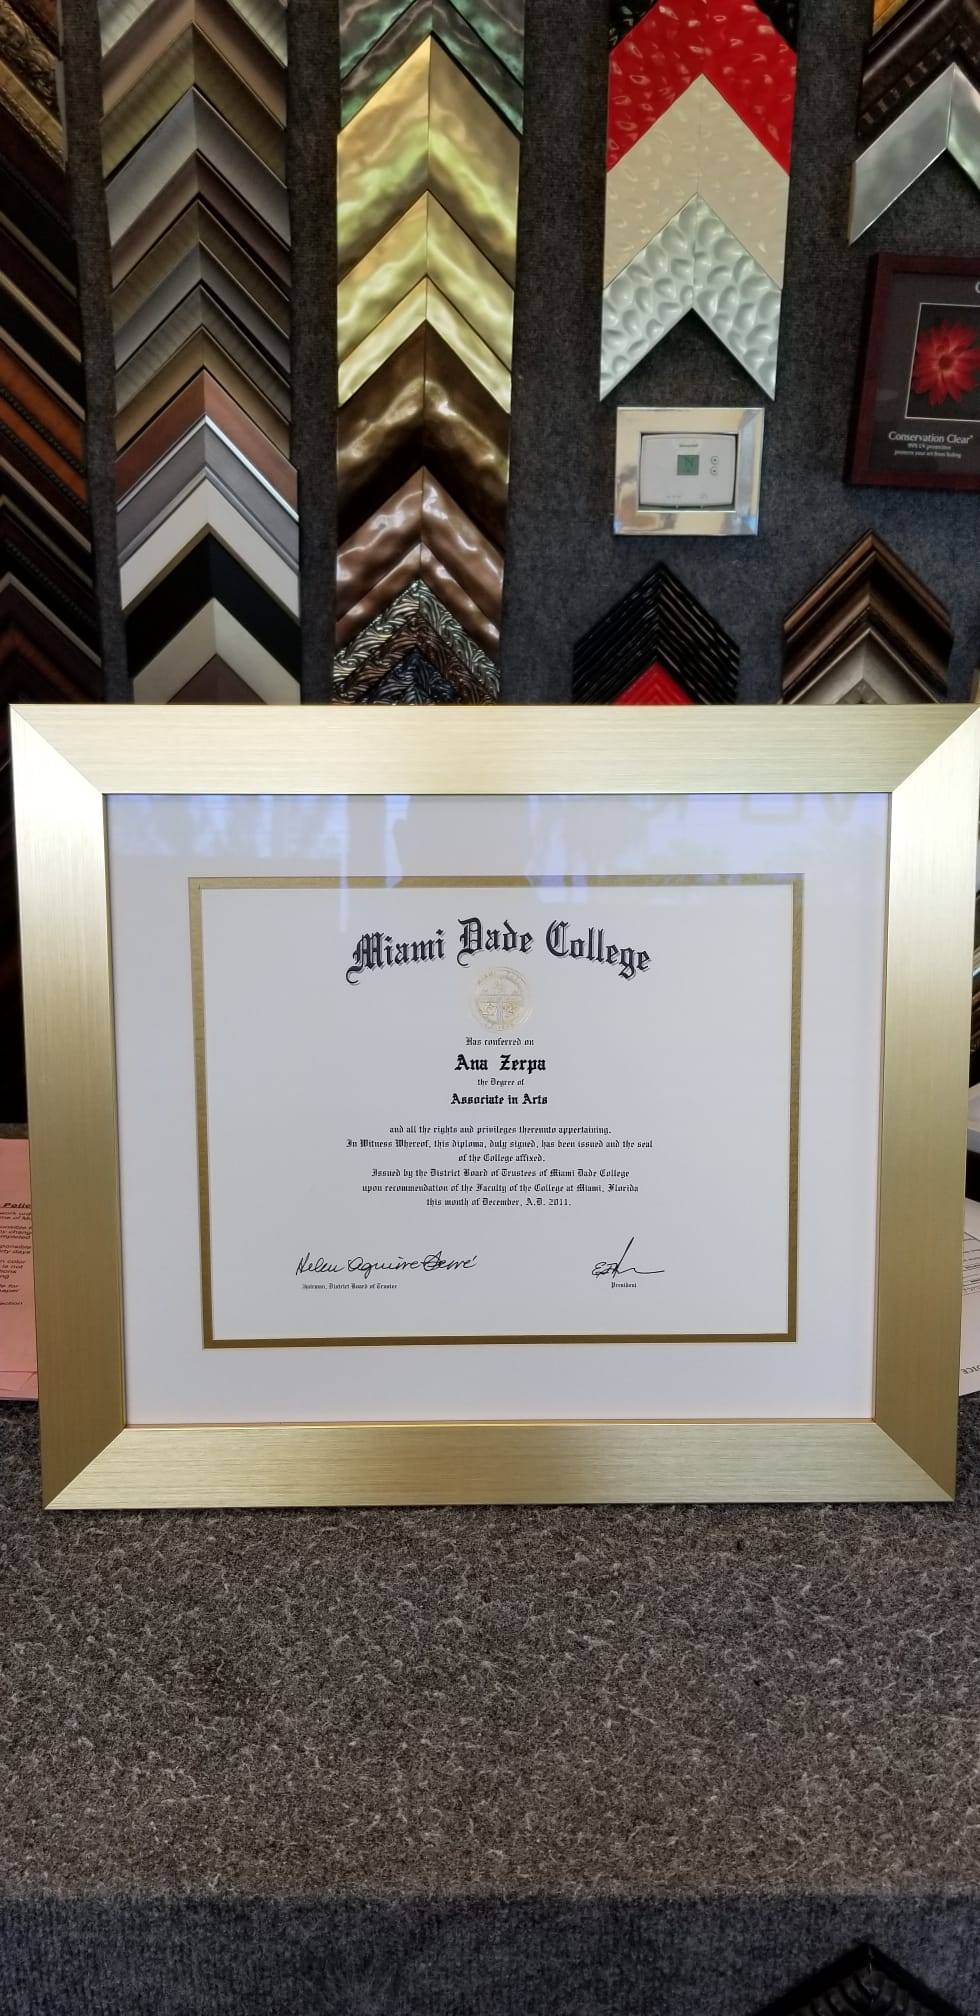 Conservation Clear®
Miami Dade College
Has conferred on
Ana Zerpa
the Degree of
Associate in Arts
and all the rights and privileges thereunto appertaining.
In Witness Whereof, this diploma, duly signed, has been issued and the seal
of the College affixed.
Issued by the District Board of Trustees of Miami Dade College
upon recommendation of the Faculty of the College at Miami, Florida
this month of December, A.D. 2011.
Helen Aguirre Ferré
District Board of Trustee
President